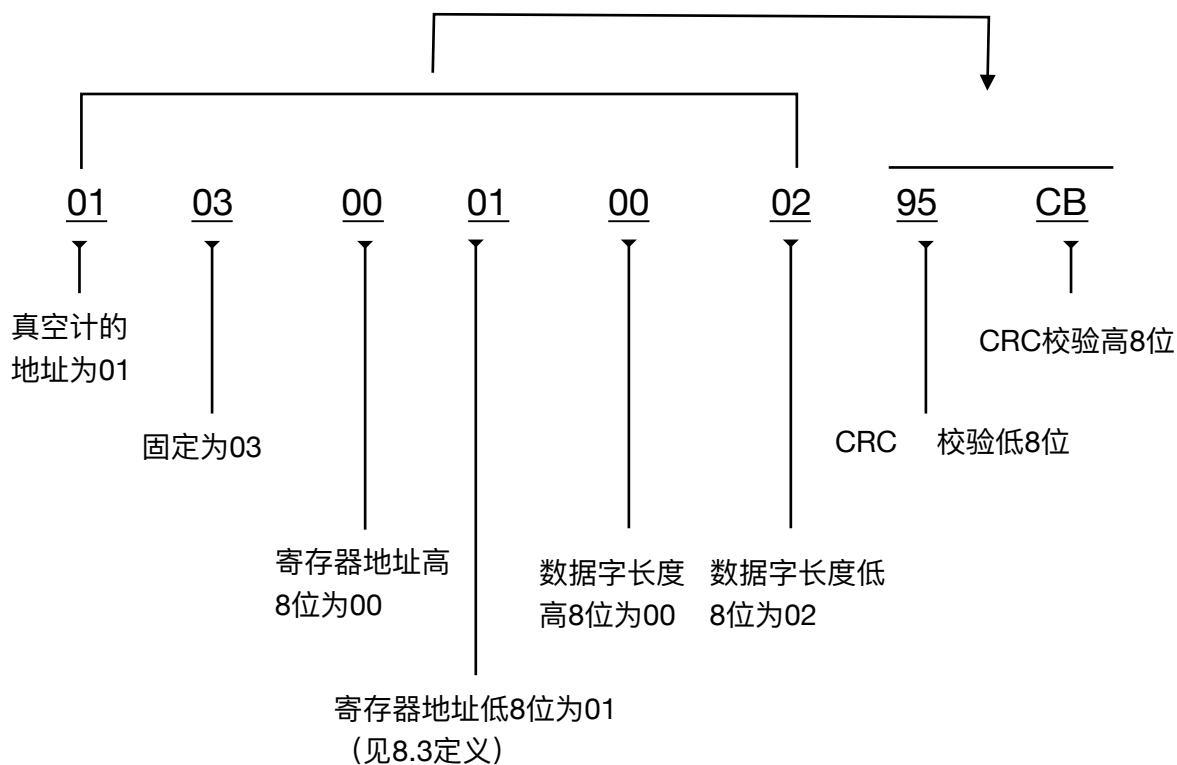 01 03 00 01 00 02 95 CB
真空计的
地址为01
CRC校验高8位
固定为03
CRC 校验低8位
寄存器地址高
8位为00
数据字长度
高8位为00
数据字长度低
8位为02
寄存器地址低8位为01
（见8.3定义）